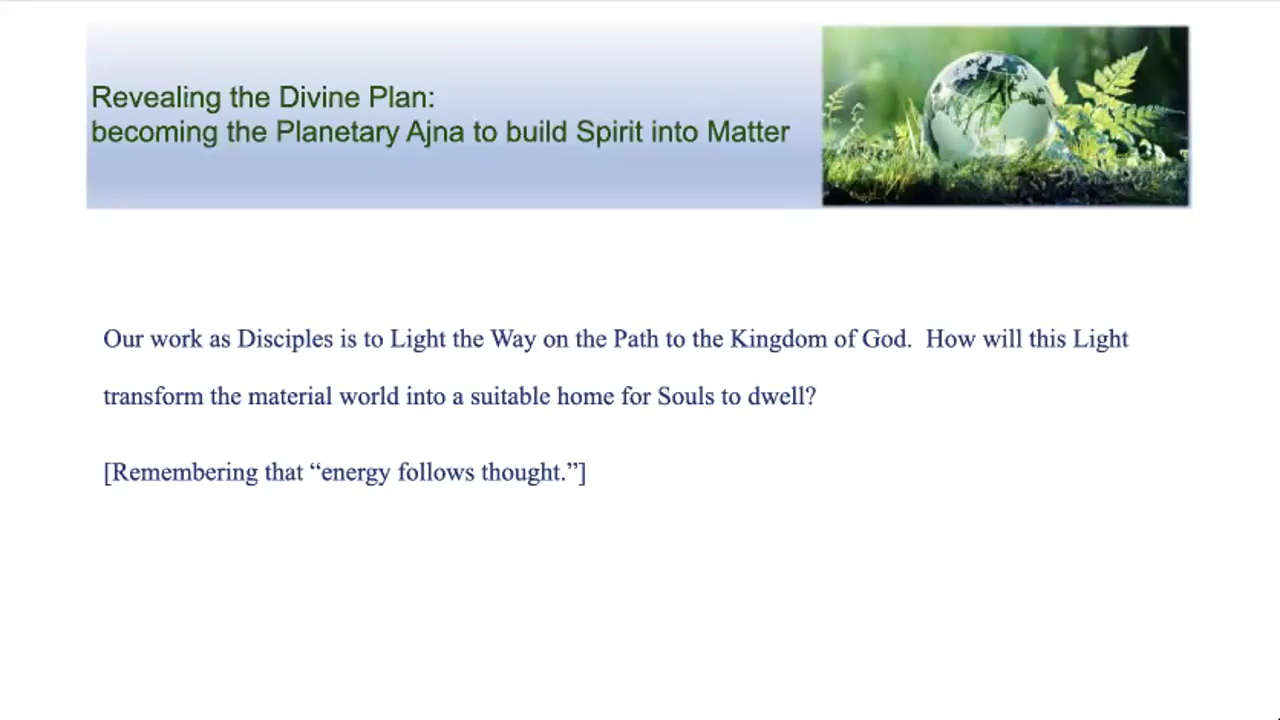 Revealing the Divine Plan:
becoming the Planetary Ajna to build Spirit into Matter
Our work as Disciples is to Light the Way on the Path to the Kingdom of God.  How will this Light
transform the material world into a suitable home for Souls to dwell?
[Remembering that “energy follows thought.”]